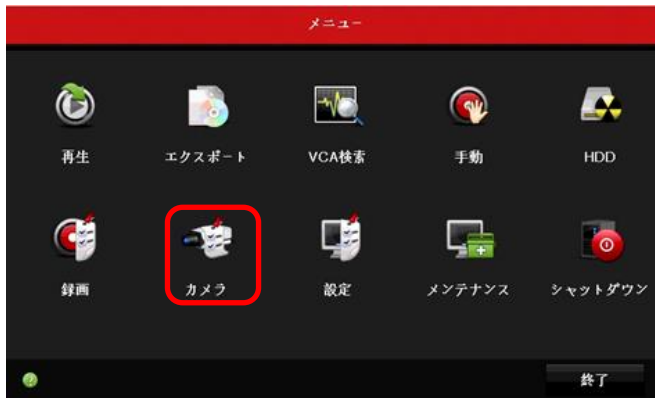 メニュー
再生 エクスポート VCA検索 手動 HDD
録画 カメラ 設定 メンテナンス シャットダウン
終了